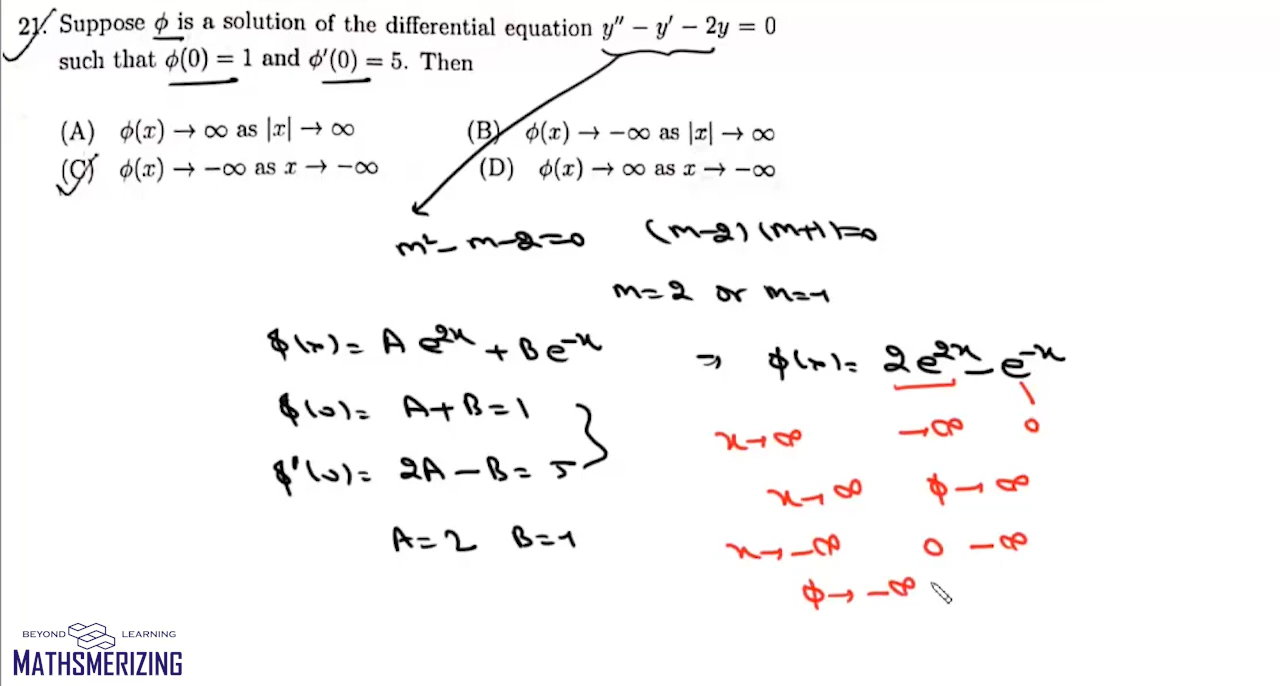 21. Suppose ϕ is a solution of the differential equation y″ − y′ − 2y = 0
such that ϕ(0) = 1 and ϕ′(0) = 5. Then
(A) ϕ(x) → ∞ as |x| → ∞ (B) ϕ(x) → −∞ as |x| → ∞
(C) ϕ(x) → −∞ as x → −∞ (D) ϕ(x) → ∞ as x → −∞
m² − m − 2 = 0 (m−2)(m+1) = 0
m = 2 or m = −1
ϕ(x) = A e^{2x} + B e^{−x}
⇒ ϕ(x) = 2e^{2x} − e^{−x}
ϕ(0) = A + B = 1
x → ∞ → ∞ 0
ϕ′(0) = 2A − B = 5
x → ∞ ϕ → ∞
A = 2 B = −1
x → −∞ 0 − ∞
ϕ → −∞
BEYOND LEARNING
MATHSMERIZING